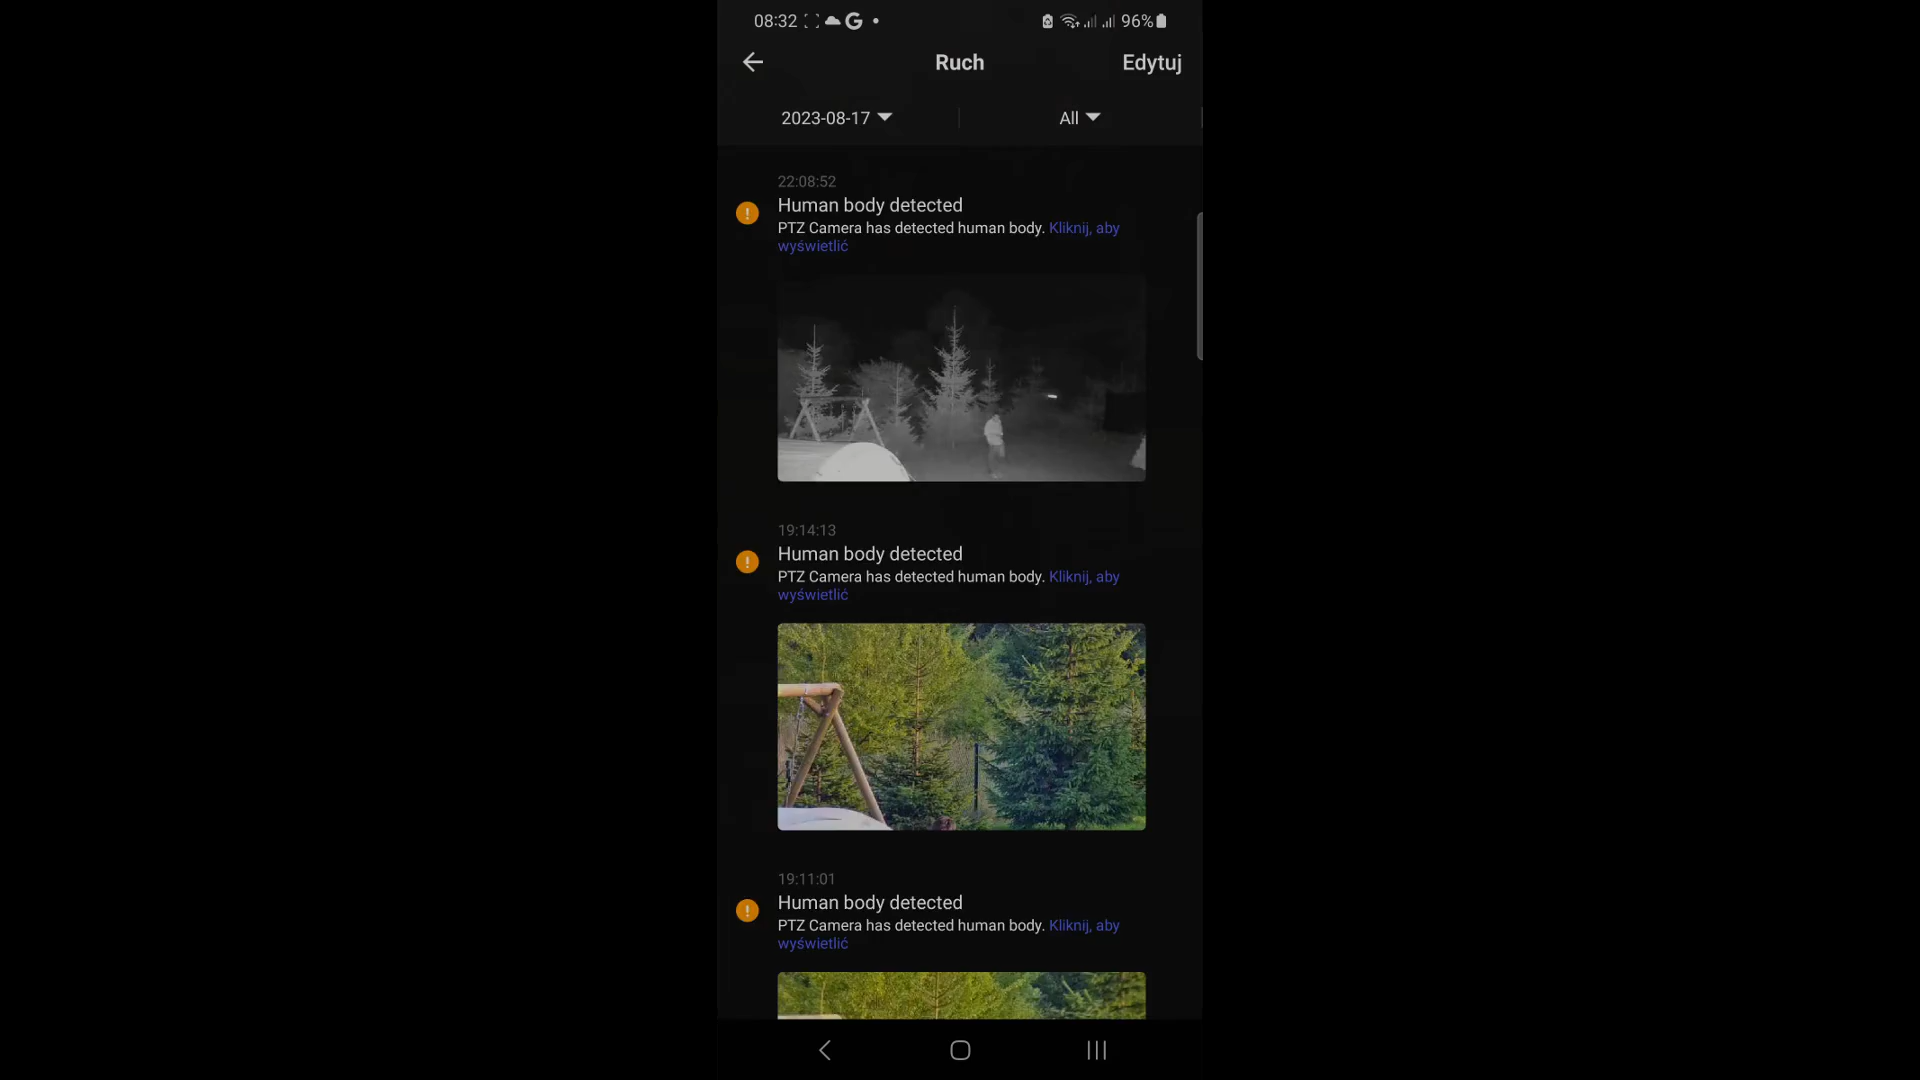 08:32 96%
Ruch Edytuj
2023-08-17 All
22:08:52
Human body detected
PTZ Camera has detected human body. Kliknij, aby
wyświetlić
19:14:13
Human body detected
PTZ Camera has detected human body. Kliknij, aby
wyświetlić
19:11:01
Human body detected
PTZ Camera has detected human body. Kliknij, aby
wyświetlić